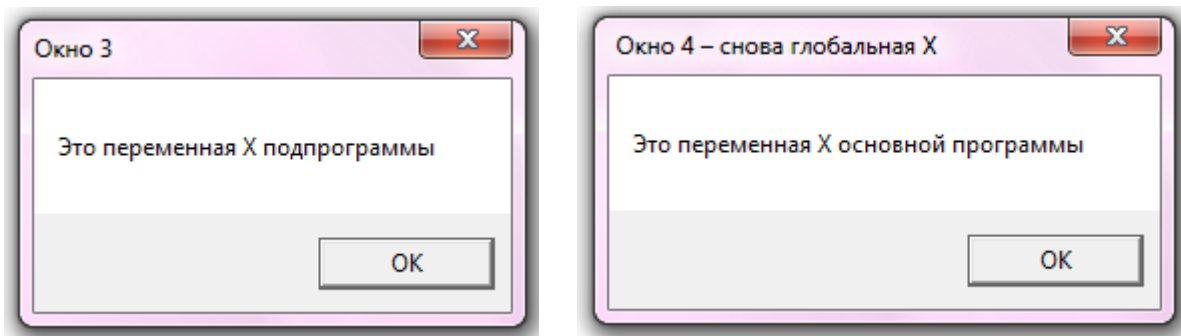 Окно 3
Это переменная X подпрограммы
OK
Окно 4 – снова глобальная X
Это переменная X основной программы
OK